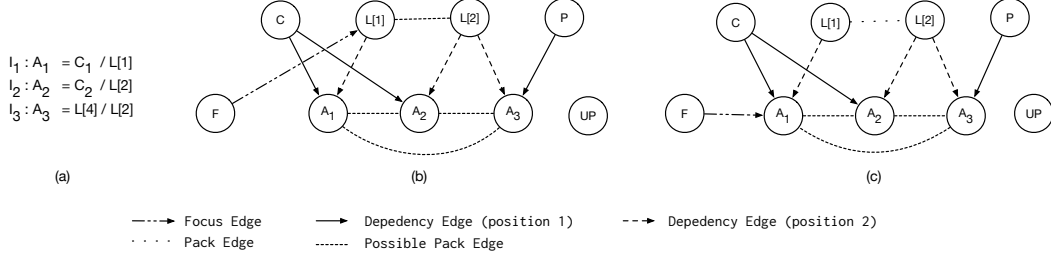 I1 : A1 = C1 / L[1]
I2 : A2 = C2 / L[2]
I3 : A3 = L[4] / L[2]
(a)
C L[1] L[2] P
F A1 A2 A3 UP
(b)
C L[1] L[2] P
F A1 A2 A3 UP
(c)
Focus Edge Depedency Edge (position 1) Depedency Edge (position 2)
Pack Edge Possible Pack Edge